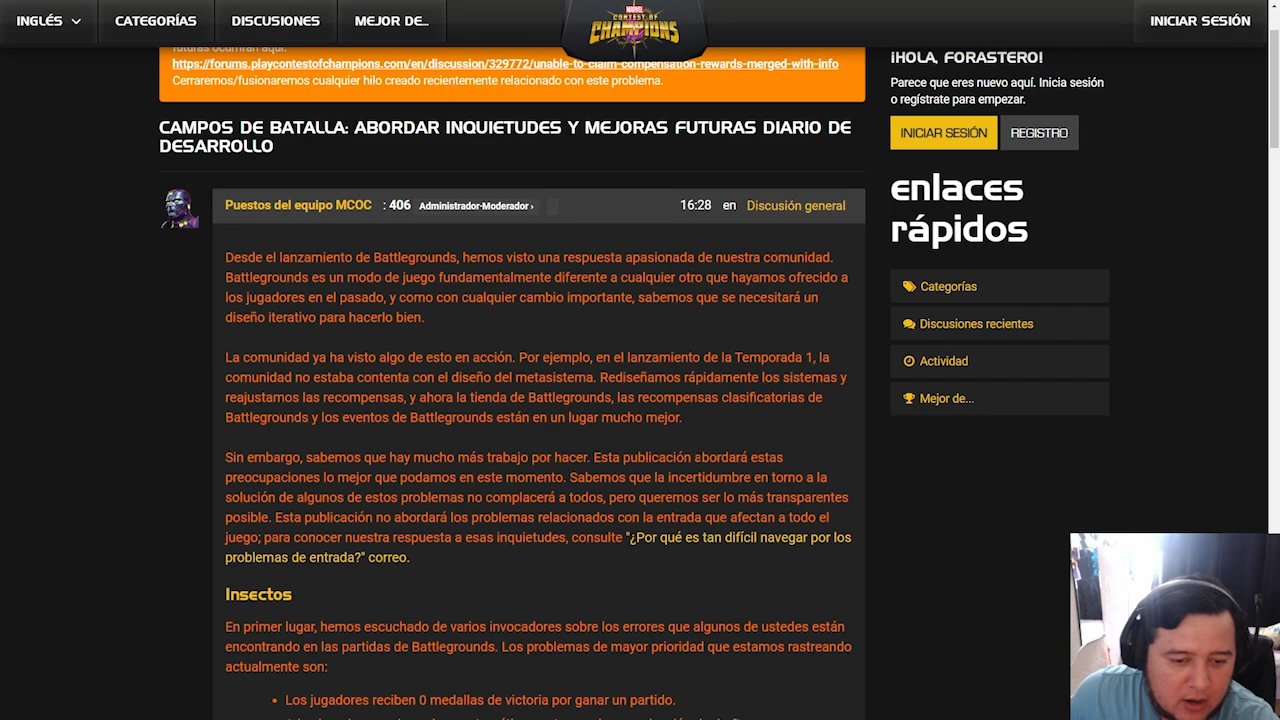 INGLÉS
CATEGORÍAS
DISCUSIONES
MEJOR DE...
MARVEL
CONTEST OF
CHAMPIONS
INICIAR SESIÓN
futuras ocurrirán aquí.
https://forums.playcontestofchampions.com/en/discussion/329772/unable-to-claim-compensation-rewards-merged-with-info
Cerraremos/fusionaremos cualquier hilo creado recientemente relacionado con este problema.
CAMPOS DE BATALLA: ABORDAR INQUIETUDES Y MEJORAS FUTURAS DIARIO DE
DESARROLLO
Puestos del equipo MCOC : 406 Administrador-Moderador › 16:28 en Discusión general
Desde el lanzamiento de Battlegrounds, hemos visto una respuesta apasionada de nuestra comunidad.
Battlegrounds es un modo de juego fundamentalmente diferente a cualquier otro que hayamos ofrecido a
los jugadores en el pasado, y como con cualquier cambio importante, sabemos que se necesitará un
diseño iterativo para hacerlo bien.
La comunidad ya ha visto algo de esto en acción. Por ejemplo, en el lanzamiento de la Temporada 1, la
comunidad no estaba contenta con el diseño del metasistema. Rediseñamos rápidamente los sistemas y
reajustamos las recompensas, y ahora la tienda de Battlegrounds, las recompensas clasificatorias de
Battlegrounds y los eventos de Battlegrounds están en un lugar mucho mejor.
Sin embargo, sabemos que hay mucho más trabajo por hacer. Esta publicación abordará estas
preocupaciones lo mejor que podamos en este momento. Sabemos que la incertidumbre en torno a la
solución de algunos de estos problemas no complacerá a todos, pero queremos ser lo más transparentes
posible. Esta publicación no abordará los problemas relacionados con la entrada que afectan a todo el
juego; para conocer nuestra respuesta a esas inquietudes, consulte "¿Por qué es tan difícil navegar por los
problemas de entrada?" correo.
Insectos
En primer lugar, hemos escuchado de varios invocadores sobre los errores que algunos de ustedes están
encontrando en las partidas de Battlegrounds. Los problemas de mayor prioridad que estamos rastreando
actualmente son:
• Los jugadores reciben 0 medallas de victoria por ganar un partido.
¡HOLA, FORASTERO!
Parece que eres nuevo aquí. Inicia sesión
o regístrate para empezar.
INICIAR SESIÓN
REGISTRO
enlaces
rápidos
Categorías
Discusiones recientes
Actividad
Mejor de...